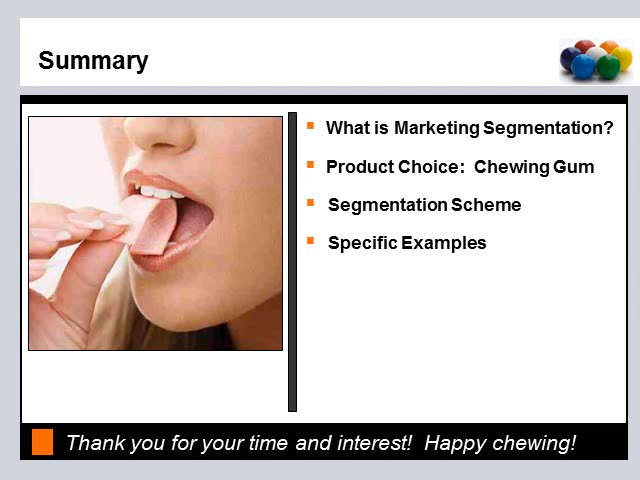 Summary
What is Marketing Segmentation?
Product Choice:  Chewing Gum
Segmentation Scheme
Specific Examples
Thank you for your time and interest!  Happy chewing!